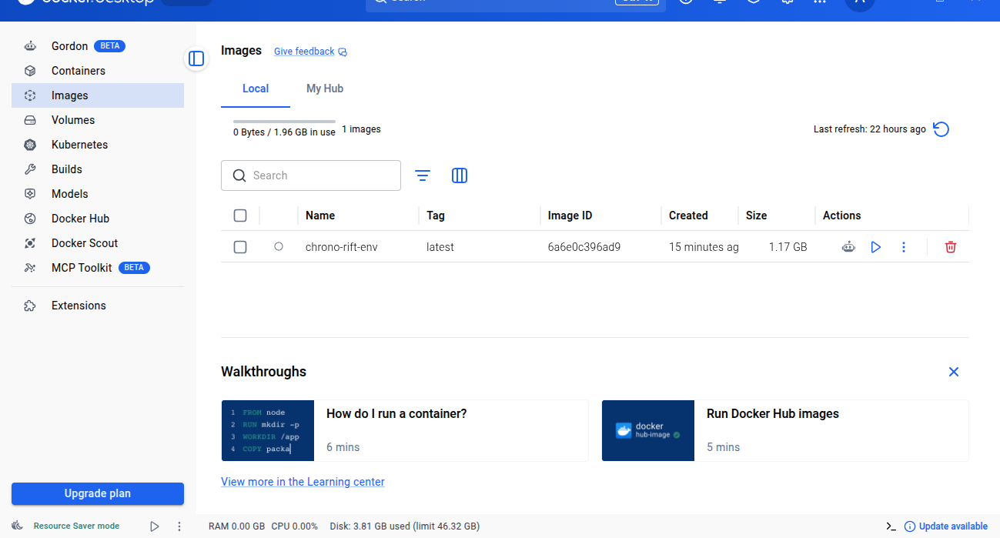 docker.desktop
Search
Gordon BETA
Containers
Images
Volumes
Kubernetes
Builds
Models
Docker Hub
Docker Scout
MCP Toolkit BETA
Extensions
Upgrade plan
Resource Saver mode
Images Give feedback
Local My Hub
0 Bytes / 1.96 GB in use 1 images
Last refresh: 22 hours ago
Search
Name Tag Image ID Created Size Actions
chrono-rift-env latest 6a6e0c396ad9 15 minutes ag 1.17 GB
Walkthroughs
1 FROM node
2 RUN mkdir -p
3 WORKDIR /app
4 COPY packa
How do I run a container?
6 mins
docker
hub-image
Run Docker Hub images
5 mins
View more in the Learning center
RAM 0.00 GB CPU 0.00% Disk: 3.81 GB used (limit 46.32 GB)
Update available